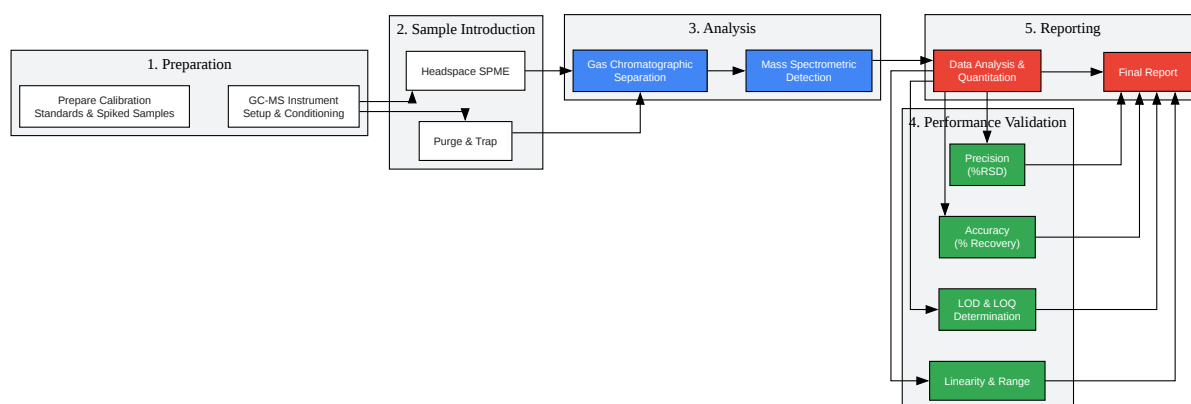 1. Preparation
Prepare Calibration
Standards & Spiked Samples
GC-MS Instrument
Setup & Conditioning
2. Sample Introduction
Headspace SPME
Purge & Trap
3. Analysis
Gas Chromatographic
Separation
Mass Spectrometric
Detection
5. Reporting
Data Analysis &
Quantitation
Final Report
4. Performance Validation
Precision
(%RSD)
Accuracy
(% Recovery)
LOD & LOQ
Determination
Linearity & Range